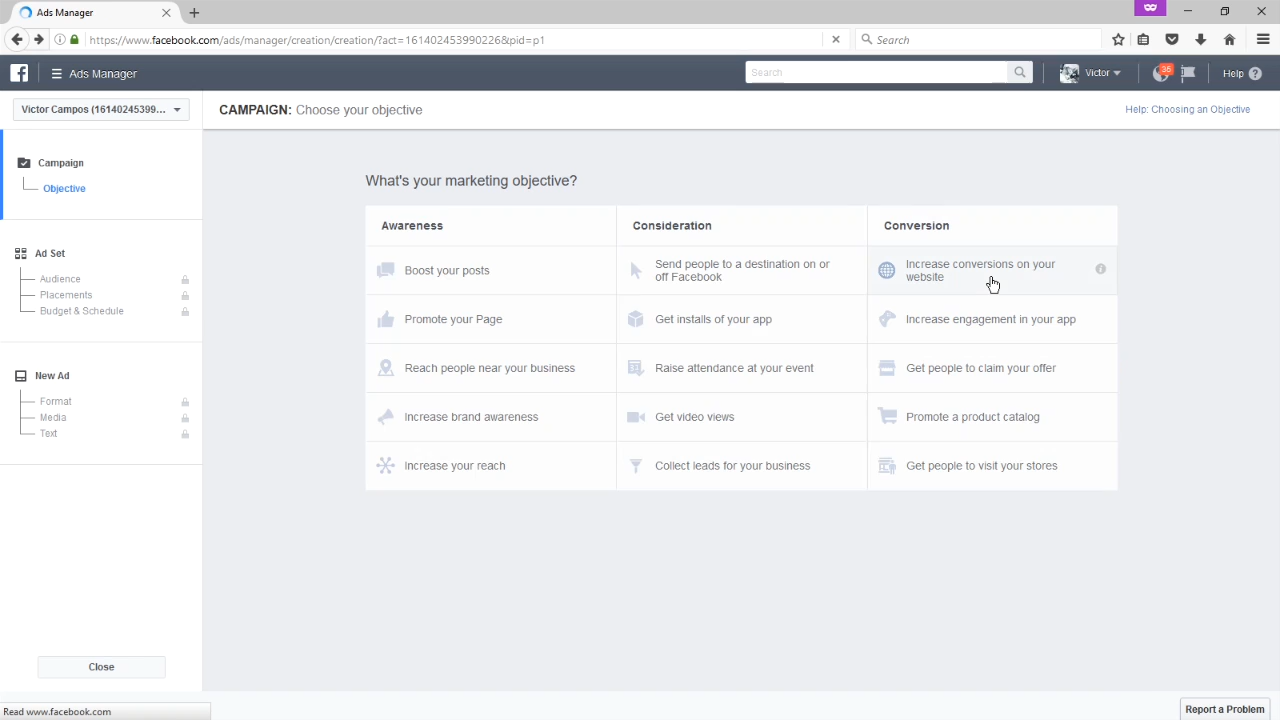 Ads Manager
https://www.facebook.com/ads/manager/creation/creation/?act=161402453990226&pid=p1
Search
Ads Manager
Search
Victor
35
Help
Victor Campos (16140245399...
CAMPAIGN: Choose your objective
Help: Choosing an Objective
Campaign
Objective
Ad Set
Audience
Placements
Budget & Schedule
New Ad
Format
Media
Text
Close
What's your marketing objective?
Awareness
Consideration
Conversion
Boost your posts
Send people to a destination on or
off Facebook
Increase conversions on your
website
Promote your Page
Get installs of your app
Increase engagement in your app
Reach people near your business
Raise attendance at your event
Get people to claim your offer
Increase brand awareness
Get video views
Promote a product catalog
Increase your reach
Collect leads for your business
Get people to visit your stores
Read www.facebook.com
Report a Problem